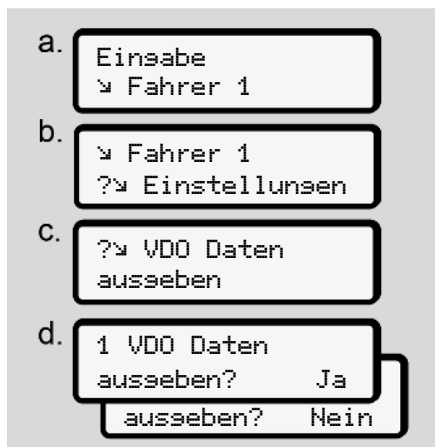 a.
Eingabe
↘ Fahrer 1
b.
↘ Fahrer 1
?↘ Einstellungen
c.
?↘ VDO Daten
ausgeben
d.
1 VDO Daten
ausgeben? Ja
ausgeben? Nein